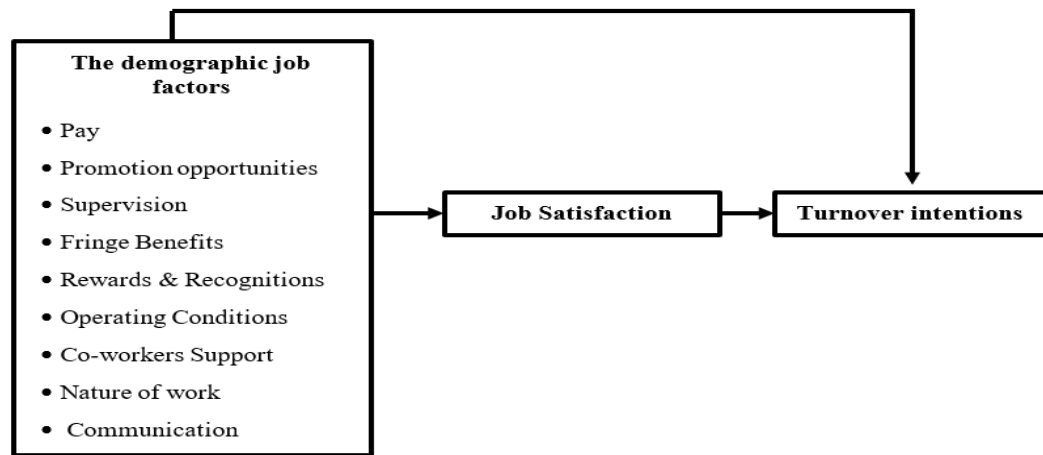 The demographic job
factors
• Pay
• Promotion opportunities
• Supervision
• Fringe Benefits
• Rewards & Recognitions
• Operating Conditions
• Co-workers Support
• Nature of work
• Communication
Job Satisfaction
Turnover intentions